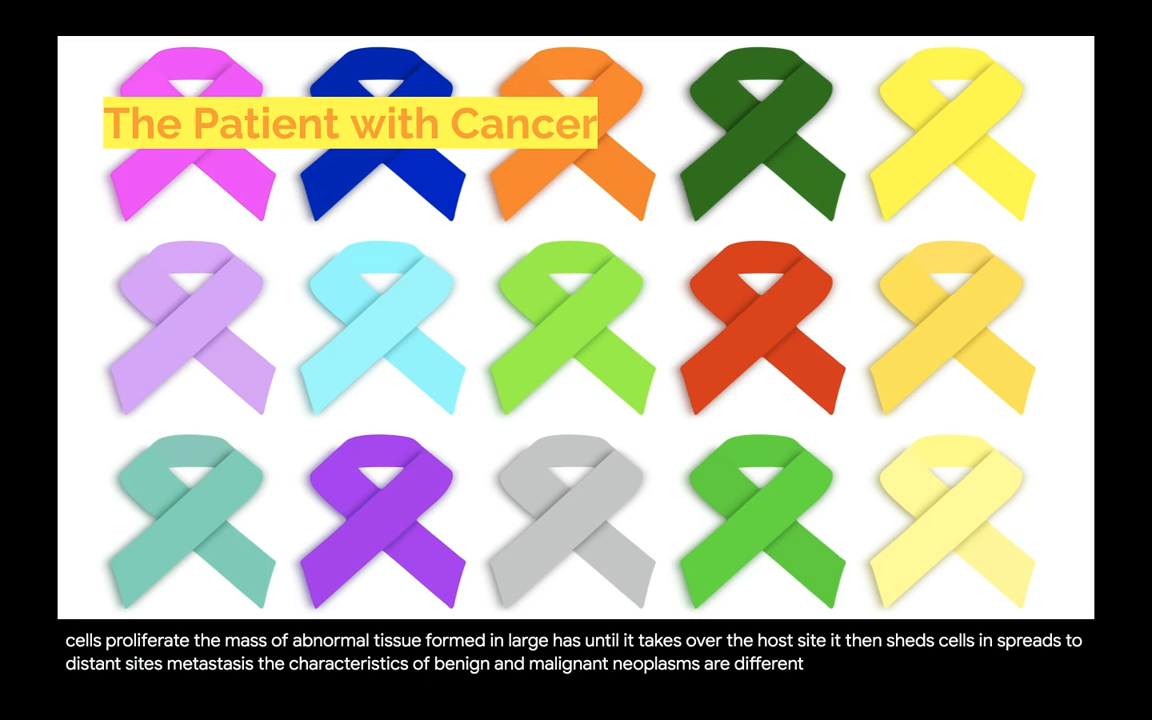 The Patient with Cancer
cells proliferate the mass of abnormal tissue formed in large has until it takes over the host site it then sheds cells in spreads to
distant sites metastasis the characteristics of benign and malignant neoplasms are different